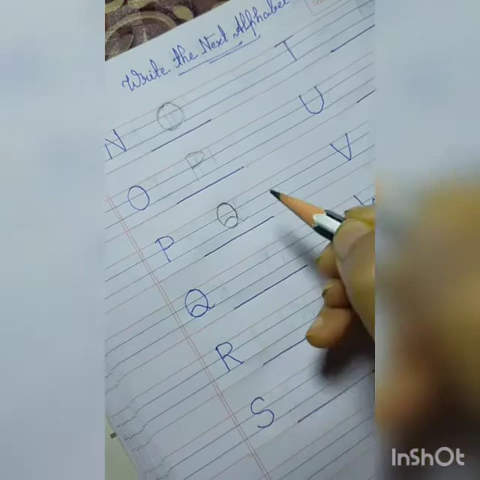 Write the Next Alphabet
N O T
O P U
P Q V
Q
R
S
InShOt